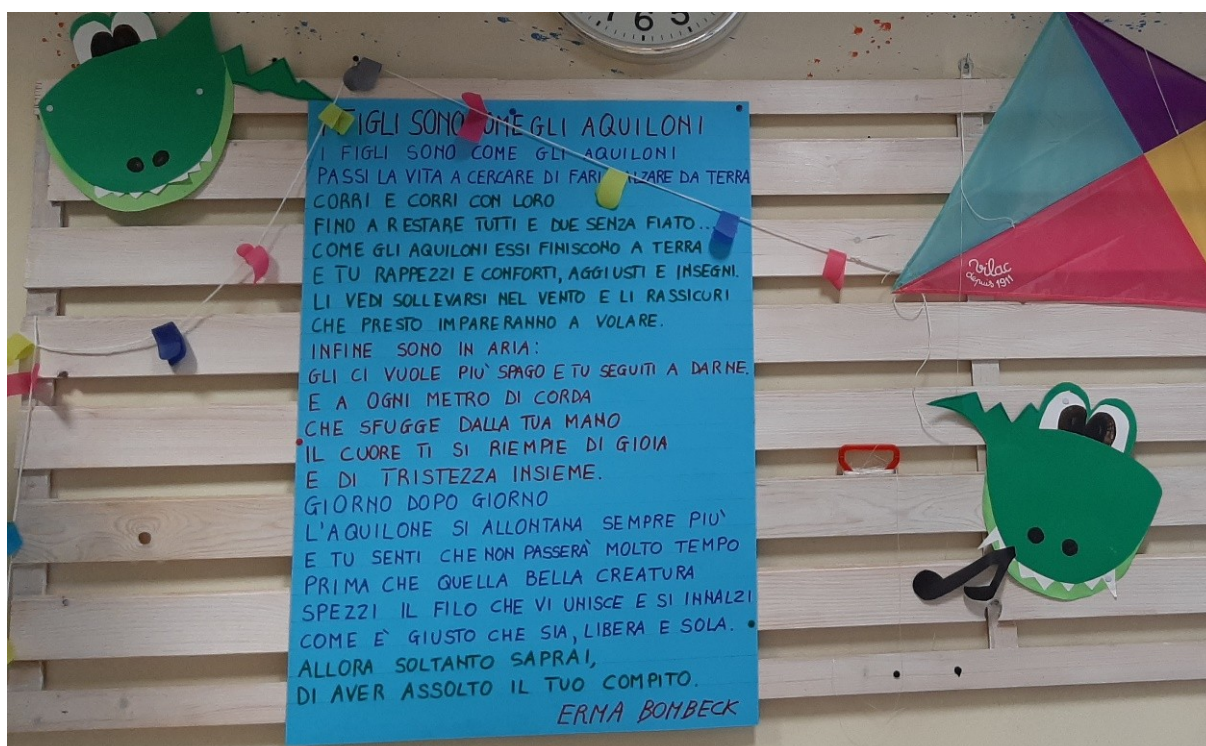 7 6 5
FIGLI SONO COME GLI AQUILONI
I FIGLI SONO COME GLI AQUILONI
PASSI LA VITA A CERCARE DI FARLI ALZARE DA TERRA
CORRI E CORRI CON LORO
FINO A RESTARE TUTTI E DUE SENZA FIATO...
COME GLI AQUILONI ESSI FINISCONO A TERRA
E TU RAPPEZZI E CONFORTI, AGGIUSTI E INSEGNI.
LI VEDI SOLLEVARSI NEL VENTO E LI RASSICURI
CHE PRESTO IMPARERANNO A VOLARE.
INFINE SONO IN ARIA:
GLI CI VUOLE PIU' SPAGO E TU SEGUITI A DARNE.
E A OGNI METRO DI CORDA
CHE SFUGGE DALLA TUA MANO
IL CUORE TI SI RIEMPIE DI GIOIA
E DI TRISTEZZA INSIEME.
GIORNO DOPO GIORNO
L'AQUILONE SI ALLONTANA SEMPRE PIU'
E TU SENTI CHE NON PASSERÀ MOLTO TEMPO
PRIMA CHE QUELLA BELLA CREATURA
SPEZZI IL FILO CHE VI UNISCE E SI INNALZI
COME È GIUSTO CHE SIA, LIBERA E SOLA.
ALLORA SOLTANTO SAPRAI,
DI AVER ASSOLTO IL TUO COMPITO.
ERMA BOMBECK
vilac
depuis 1911